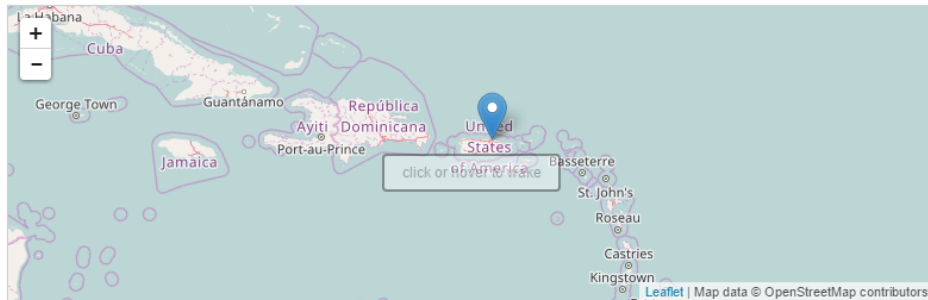 La Habana
+
Cuba
−
George Town
Guantánamo
República
Dominicana
Ayiti
Port-au-Prince
Jamaica
United
States
of America
click or hover to wake
Basseterre
St. John's
Roseau
Castries
Kingstown
Leaflet | Map data © OpenStreetMap contributors